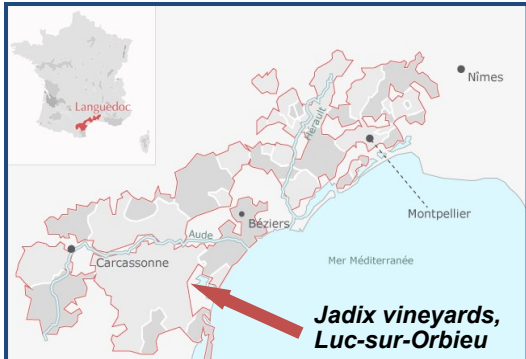 Languedoc
Nîmes
Hérault
Montpellier
Béziers
Aude
Carcassonne
Mer Méditerranée
Jadix vineyards,
Luc-sur-Orbieu